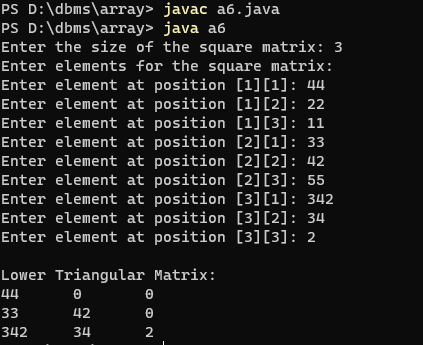 PS D:\dbms\array> javac a6.java
PS D:\dbms\array> java a6
Enter the size of the square matrix: 3
Enter elements for the square matrix:
Enter element at position [1][1]: 44
Enter element at position [1][2]: 22
Enter element at position [1][3]: 11
Enter element at position [2][1]: 33
Enter element at position [2][2]: 42
Enter element at position [2][3]: 55
Enter element at position [3][1]: 342
Enter element at position [3][2]: 34
Enter element at position [3][3]: 2

Lower Triangular Matrix:
44      0       0
33      42      0
342     34      2